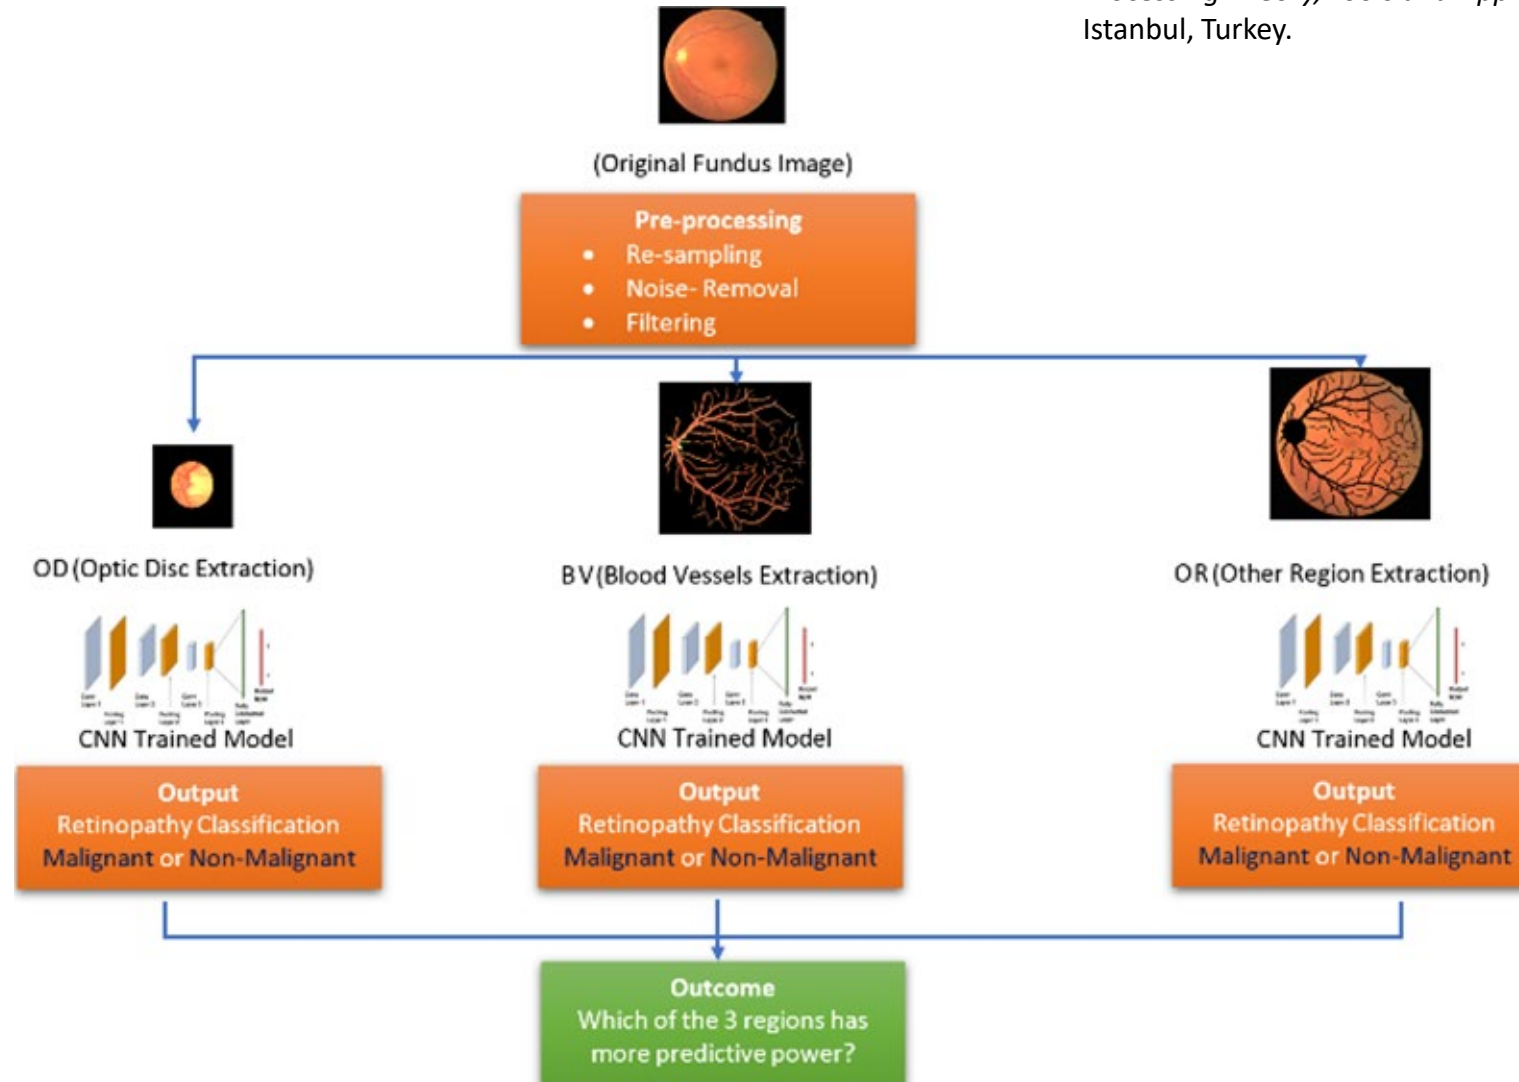 Istanbul, Turkey.
(Original Fundus Image)
Pre-processing
• Re-sampling
• Noise- Removal
• Filtering
OD (Optic Disc Extraction)
BV(Blood Vessels Extraction)
OR (Other Region Extraction)
CNN Trained Model
CNN Trained Model
CNN Trained Model
Output
Retinopathy Classification
Malignant or Non-Malignant
Output
Retinopathy Classification
Malignant or Non-Malignant
Output
Retinopathy Classification
Malignant or Non-Malignant
Outcome
Which of the 3 regions has
more predictive power?